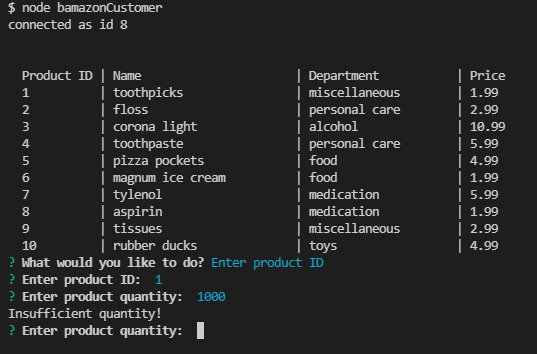 $ node bamazonCustomer
connected as id 8
Product ID | Name | Department | Price
1 | toothpicks | miscellaneous | 1.99
2 | floss | personal care | 2.99
3 | corona light | alcohol | 10.99
4 | toothpaste | personal care | 5.99
5 | pizza pockets | food | 4.99
6 | magnum ice cream | food | 1.99
7 | tylenol | medication | 5.99
8 | aspirin | medication | 1.99
9 | tissues | miscellaneous | 2.99
10 | rubber ducks | toys | 4.99
? What would you like to do? Enter product ID
? Enter product ID: 1
? Enter product quantity: 1000
Insufficient quantity!
? Enter product quantity: